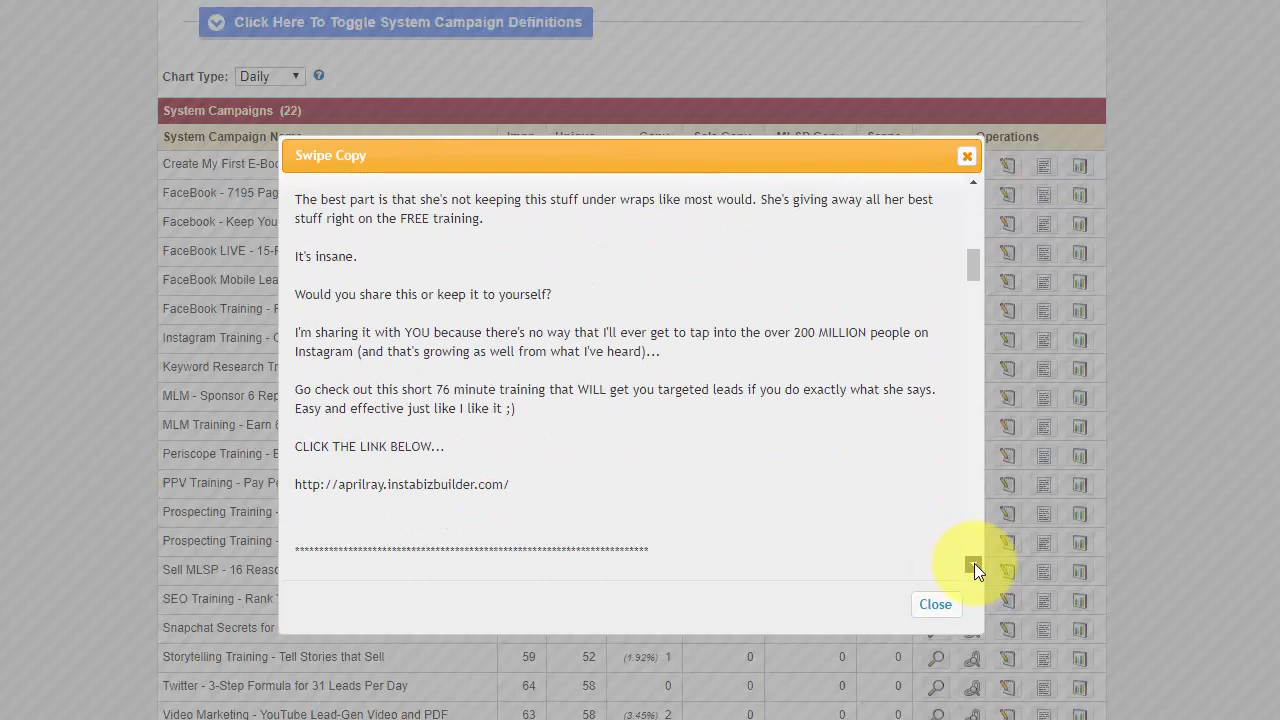 Click Here To Toggle System Campaign Definitions
Chart Type: Daily
System Campaigns (22)
System Campaign Name
Operations
Swipe Copy
Create My First E-Boo
FaceBook - 7195 Pag
The best part is that she's not keeping this stuff under wraps like most would. She's giving away all her best
stuff right on the FREE training.
Facebook - Keep You
FaceBook LIVE - 15-
It's insane.
FaceBook Mobile Lea
Would you share this or keep it to yourself?
FaceBook Training -
Instagram Training -
I'm sharing it with YOU because there's no way that I'll ever get to tap into the over 200 MILLION people on
Instagram (and that's growing as well from what I've heard)...
Keyword Research Tr
MLM - Sponsor 6 Rep
Go check out this short 76 minute training that WILL get you targeted leads if you do exactly what she says.
Easy and effective just like I like it ;)
MLM Training - Earn
CLICK THE LINK BELOW...
Periscope Training -
PPV Training - Pay Pe
http://aprilray.instabizbuilder.com/
Prospecting Training -
Prospecting Training -
*************************************************************************
Sell MLSP - 16 Reaso
SEO Training - Rank
Close
Snapchat Secrets for
Storytelling Training - Tell Stories that Sell 59 52 (1.92%) 1 0 0 0
Twitter - 3-Step Formula for 31 Leads Per Day 64 58 0 0 0 0
Video Marketing - YouTube Lead-Gen Video and PDF 63 58 (3.45%) 2 0 0 0